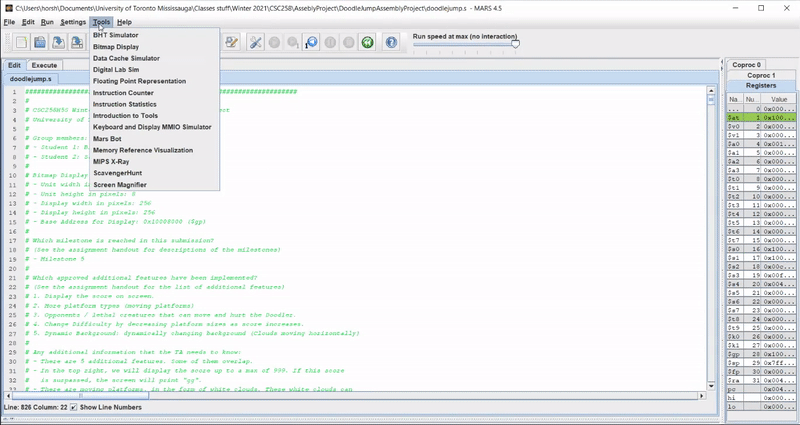 C:\Users\horsh\Documents\University of Toronto Mississauga\Classes stuff\Winter 2021\CSC258\AssebblyProject\DoodleJumpAssemblyProject\doodlejump.s - MARS 4.5
File Edit Run Settings Tools Help
Run speed at max (no interaction)
BHT Simulator
Bitmap Display
Data Cache Simulator
Digital Lab Sim
Floating Point Representation
Instruction Counter
Instruction Statistics
Introduction to Tools
Keyboard and Display MMIO Simulator
Mars Bot
Memory Reference Visualization
MIPS X-Ray
ScavengerHunt
Screen Magnifier
Edit Execute
doodlejump.s
1 ####
2 #
3 # CSC258H5S Wint
4 # University of
5 #
6 # Group members:
7 # - Student 1:
8 # - Student 2:
9 #
10 # Bitmap Display
11 # - Unit width i
12 # - Unit height in pixels: 8
13 # - Display width in pixels: 256
14 # - Display height in pixels: 256
15 # - Base Address for Display: 0x10008000 ($gp)
16 #
17 # Which milestone is reached in this submission?
18 # (See the assignment handout for descriptions of the milestones)
19 # - Milestone 5
20 #
21 # Which approved additional features have been implemented?
22 # (See the assignment handout for the list of additional features)
23 # 1. Display the score on screen.
24 # 2. More platform types (moving platforms)
25 # 3. Opponents / lethal creatures that can move and hurt the Doodler.
26 # 4. Change Difficulty by decreasing platform sizes as score increases.
27 # 5. Dynamic Background: dynamically changing background (Clouds moving horizontally)
28 #
29 # Any additional information that the TA needs to know:
30 # - There are 5 additional features. Some of them overlap.
31 # - In the top right, we will display the score up to a max of 999. If this score
32 # is surpassed, the screen will print "gg".
33 # - There are moving platforms, in the form of white clouds. These white clouds can
Line: 826 Column: 22 Show Line Numbers
Coproc 0
Coproc 1
Registers
Na... Nu... Value
... 0 0x000...
$at 1 0x100...
$v0 2 0x000...
$v1 3 0x000...
$a0 4 0x001...
$a1 5 0x000...
$a2 6 0x000...
$a3 7 0x000...
$t0 8 0x100...
$t1 9 0x000...
$t2 10 0x000...
$t3 11 0x000...
$t4 12 0x000...
$t5 13 0x000...
$t6 14 0x000...
$t7 15 0x000...
$s0 16 0x000...
$s1 17 0x100...
$s2 18 0x00c...
$s3 19 0x00f...
$s4 20 0x004...
$s5 21 0x000...
$s6 22 0x000...
$s7 23 0x000...
$t8 24 0x000...
$t9 25 0x000...
$k0 26 0x000...
$k1 27 0x000...
$gp 28 0x100...
$sp 29 0x7ff...
$fp 30 0x000...
$ra 31 0x004...
pc 0x004...
hi 0x000...
lo 0x000...